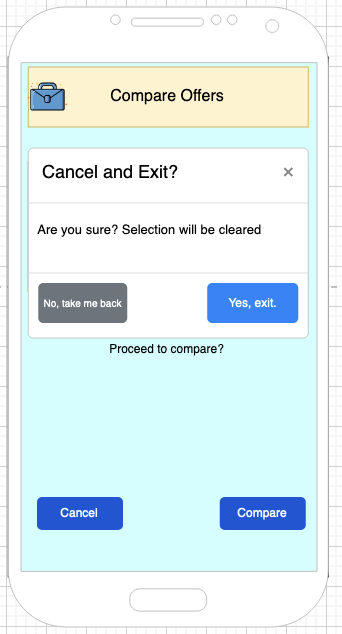 Compare Offers
Cancel and Exit?
×
Are you sure? Selection will be cleared
No, take me back
Yes, exit.
Proceed to compare?
Cancel
Compare